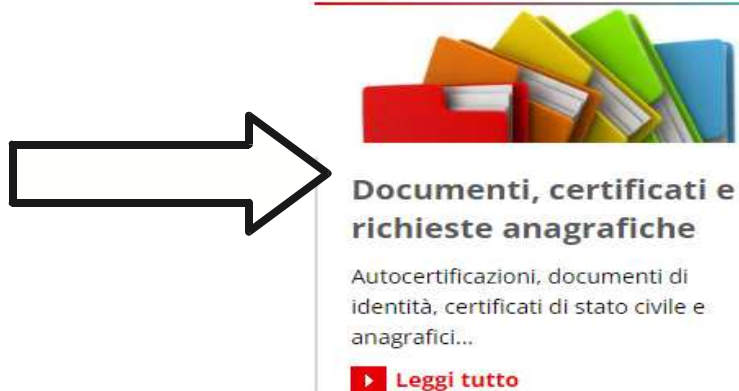 Documenti, certificati e
richieste anagrafiche
Autocertificazioni, documenti di
identità, certificati di stato civile e
anagrafici...
Leggi tutto